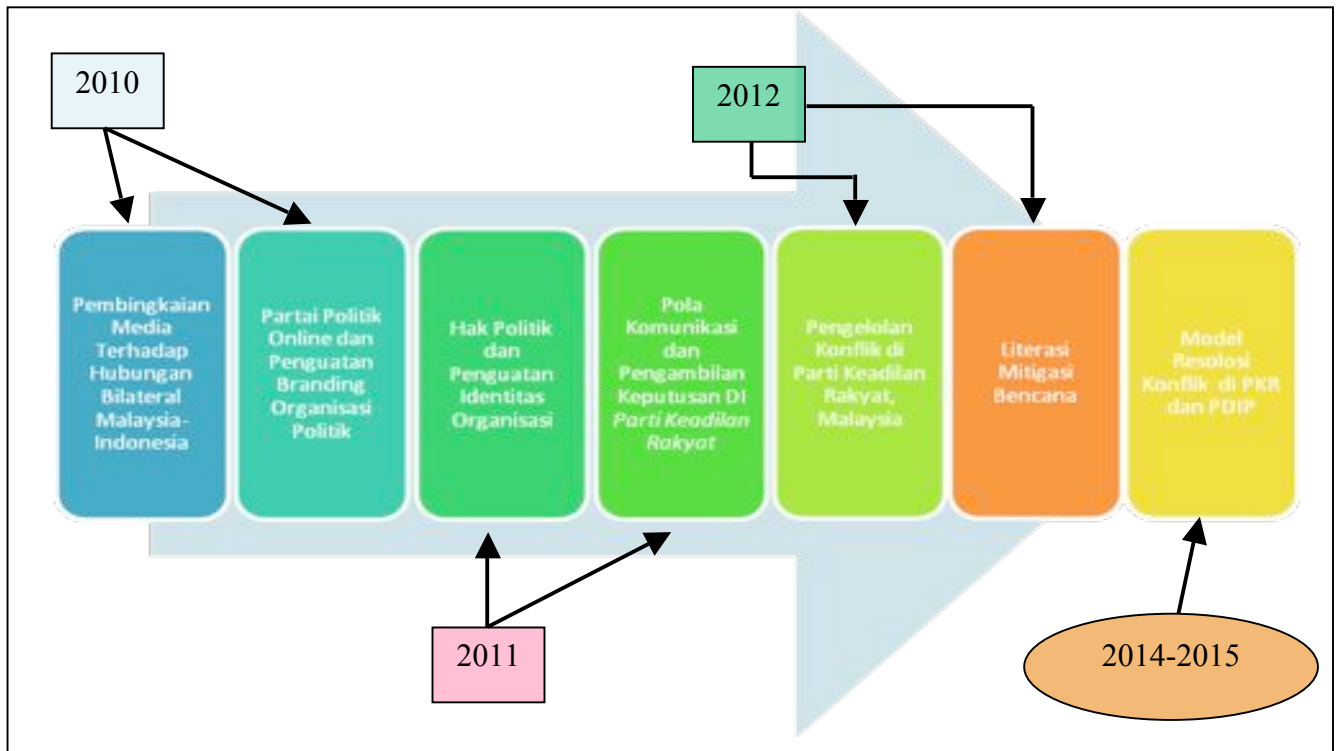 2010
2012
Pembingkaian
Media
Terhadap
Hubungan
Bilateral
Malaysia-
Indonesia
Partai Politik
Online dan
Penguatan
Branding
Organisasi
Politik
Hak Politik
dan
Penguatan
Identitas
Organisasi
Pola
Komunikasi
dan
Pengambilan
Keputusan DI
Parti Keadilan
Rakyat
Pengelolan
Konflik di
Parti Keadilan
Rakyat,
Malaysia
Literasi
Mitigasi
Bencana
Model
Resolosi
Konflik di PKR
dan PDIP
2011
2014-2015